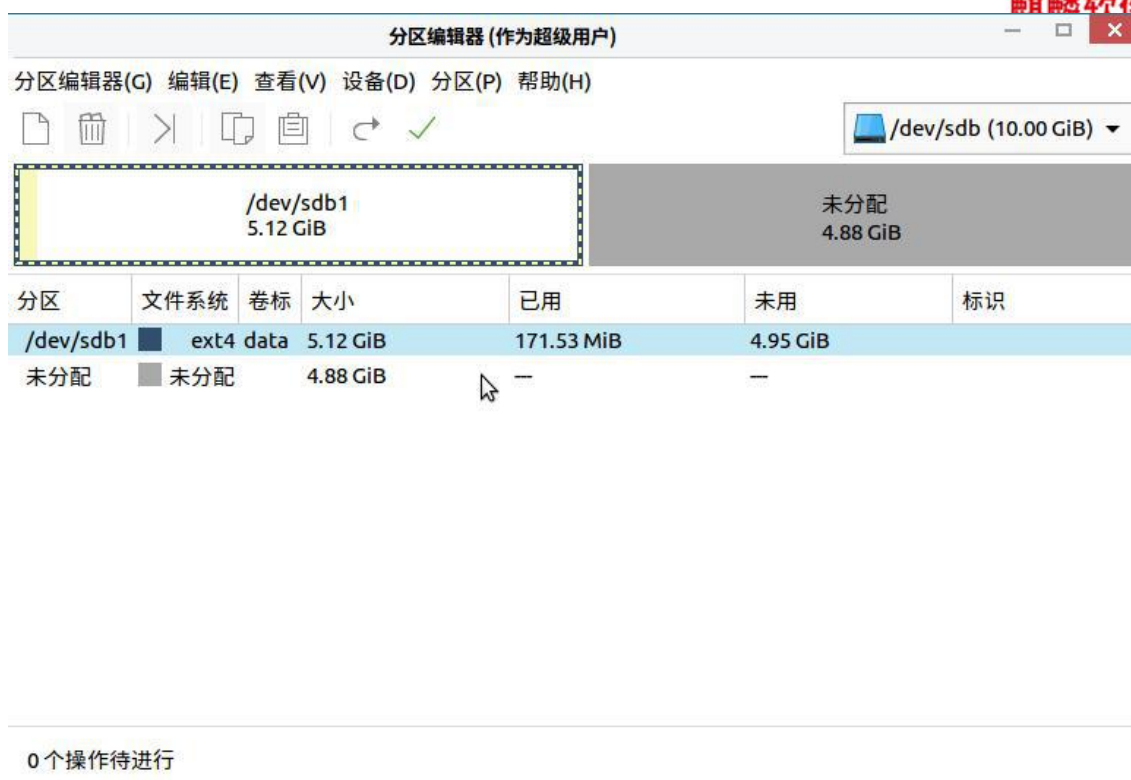 麒麟软件
分区编辑器 (作为超级用户)
分区编辑器(G) 编辑(E) 查看(V) 设备(D) 分区(P) 帮助(H)
/dev/sdb (10.00 GiB)
/dev/sdb1
5.12 GiB
未分配
4.88 GiB
分区 文件系统 卷标 大小 已用 未用 标识
/dev/sdb1 ext4 data 5.12 GiB 171.53 MiB 4.95 GiB
未分配 未分配 4.88 GiB --- ---
0 个操作待进行